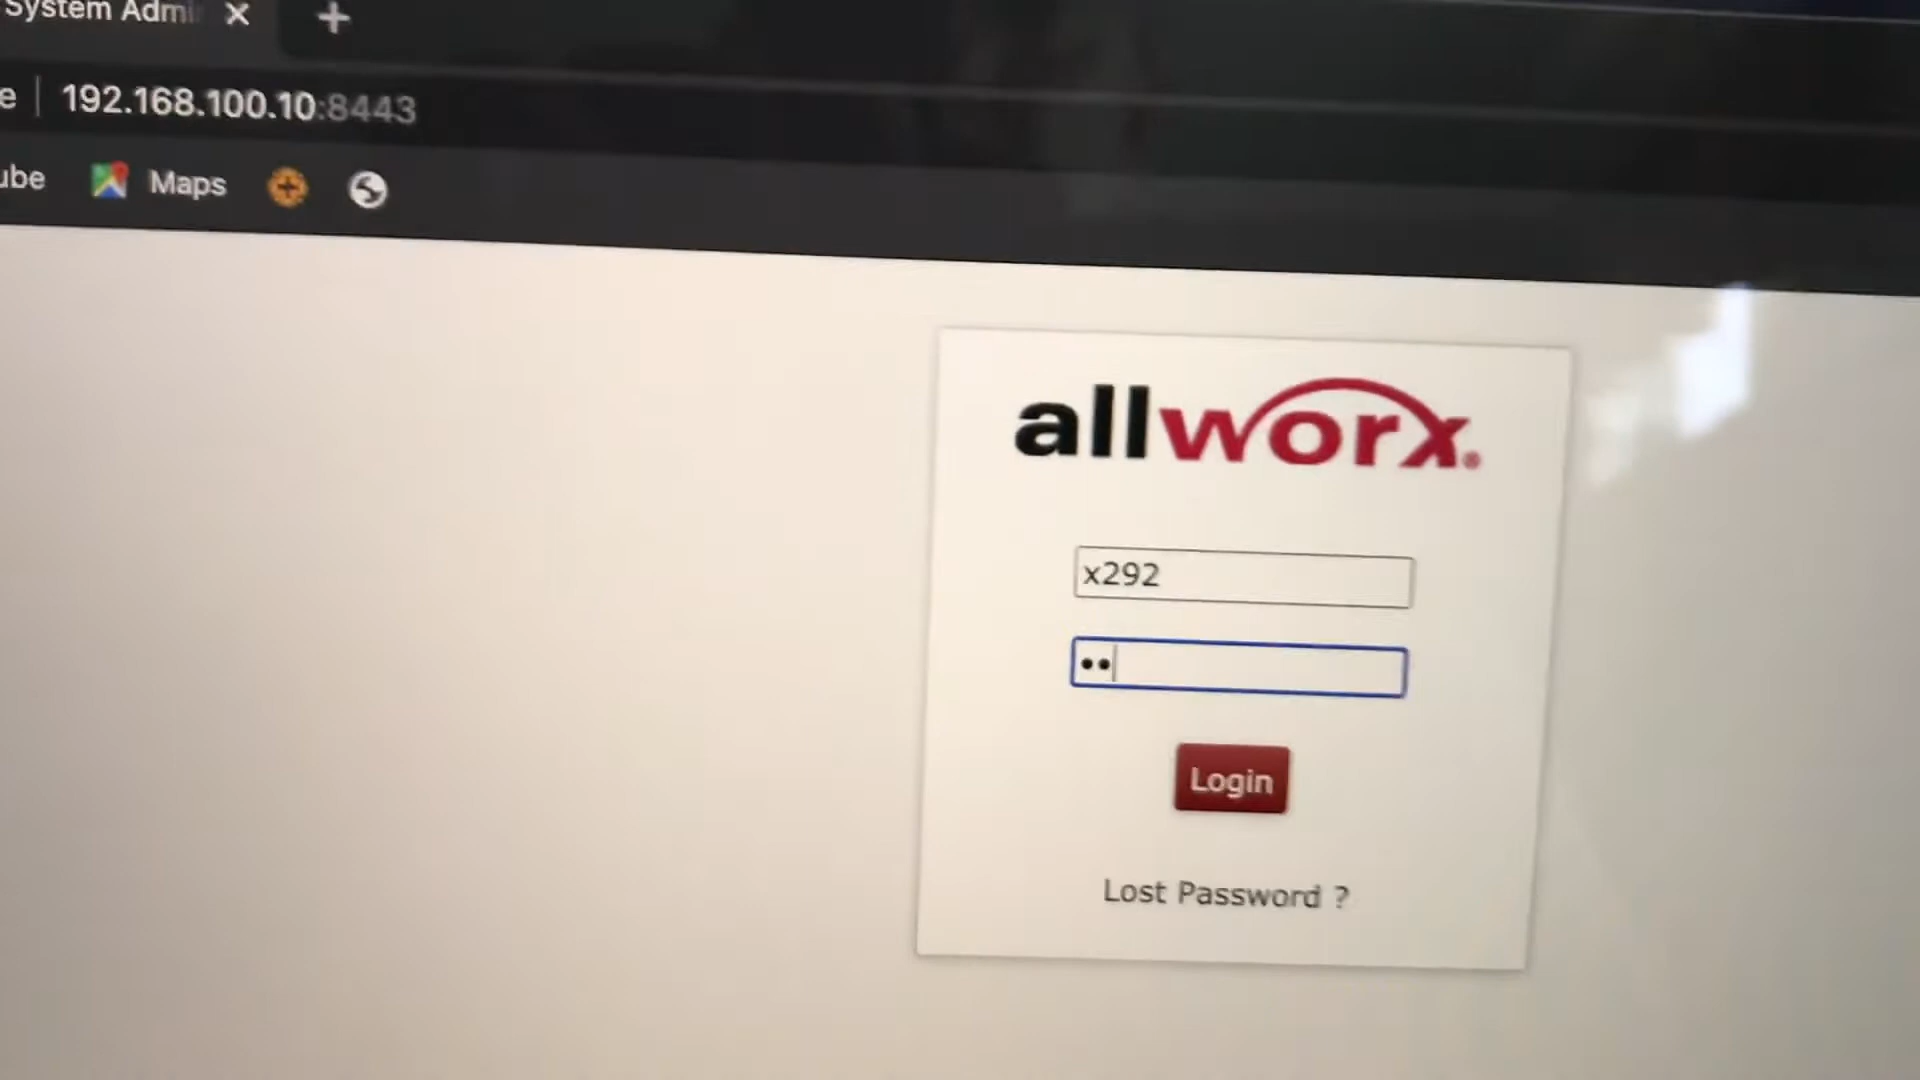 System Admi
e | 192.168.100.10:8443
ube Maps
allworx®
x292
••
Login
Lost Password ?